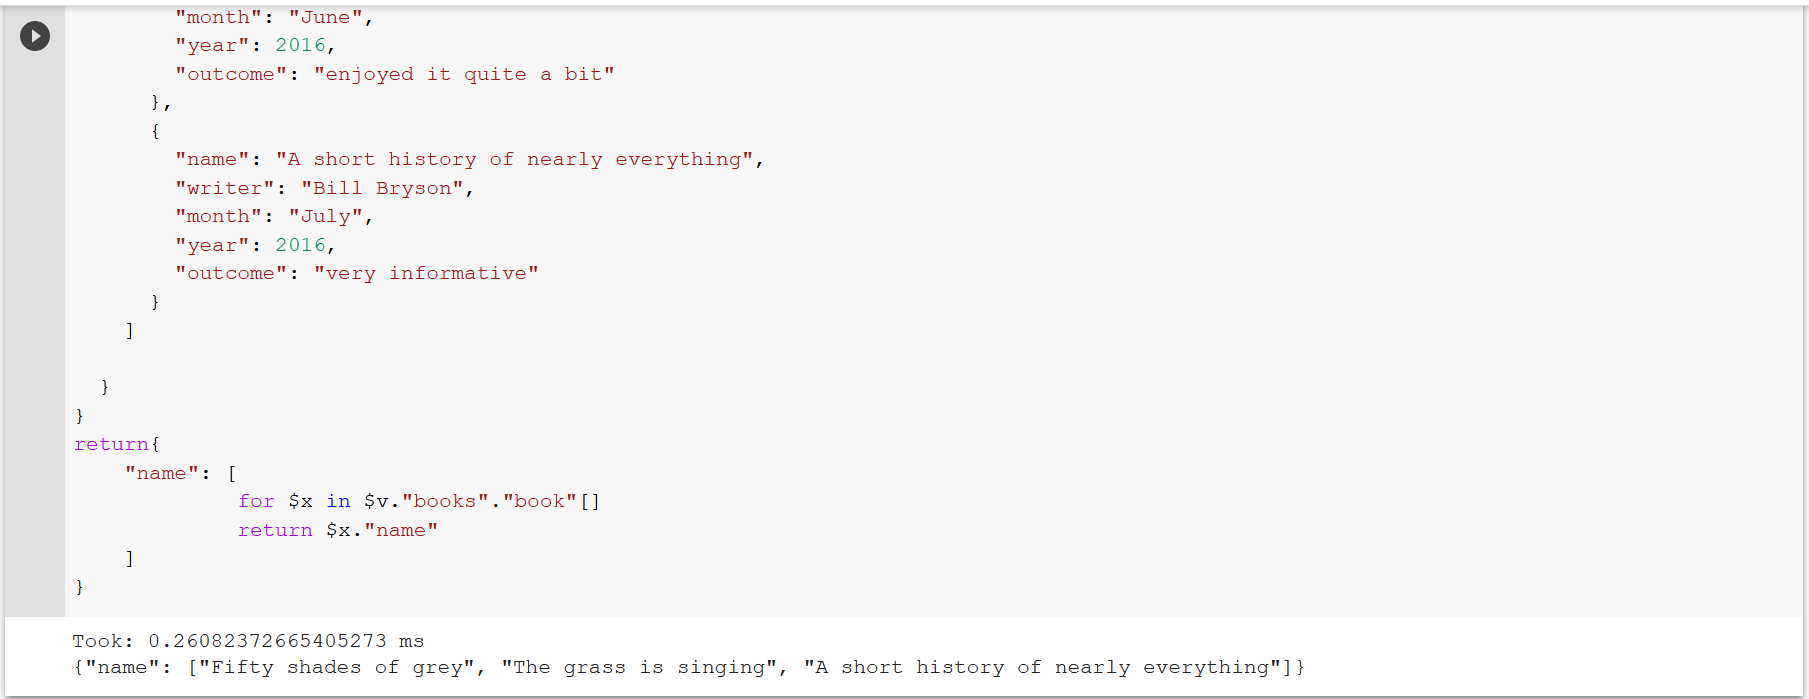 "month": "June",
"year": 2016,
"outcome": "enjoyed it quite a bit"
},
{
"name": "A short history of nearly everything",
"writer": "Bill Bryson",
"month": "July",
"year": 2016,
"outcome": "very informative"
}
]
}
}
return{
"name": [
for $x in $v."books"."book"[]
return $x."name"
]
}
Took: 0.26082372665405273 ms
{"name": ["Fifty shades of grey", "The grass is singing", "A short history of nearly everything"]}